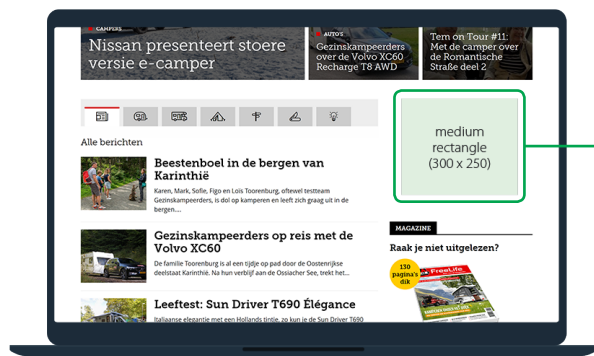 CAMPERS
Nissan presenteert stoere
versie e-camper
AUTO'S
Gezinskampeerders
over de Volvo XC60
Recharge T8 AWD
Tem on Tour #11:
Met de camper over
de Romantische
Straße deel 2
Alle berichten
Beestenboel in de bergen van
Karinthië
Karen, Mark, Sofie, Figo en Loïs Toorenburg, oftewel testteam
Gezinskampeerders, is dol op kamperen en leeft zich graag uit in de
bergen....
Gezinskampeerders op reis met de
Volvo XC60
De familie Toorenburg is al een tijdje op pad door de Oostenrijkse
deelstaat Karinthië. Na hun verblijf aan de Ossiacher See, trekt het...
Leeftest: Sun Driver T690 Élégance
Italiaanse elegantie met een Hollands tintje, zo kun je de Sun Driver T690
medium
rectangle
(300 x 250)
MAGAZINE
Raak je niet uitgelezen?
130
pagina's
dik
FreeLife